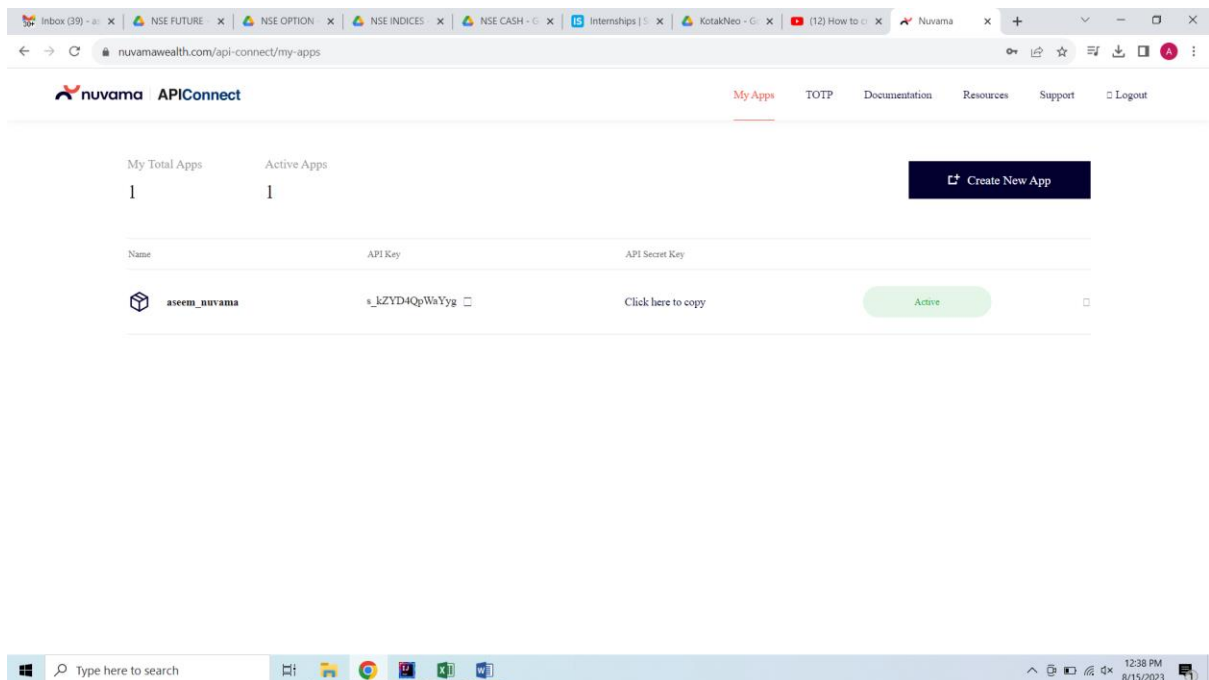 Inbox (39) - as
NSE FUTURE -
NSE OPTION -
NSE INDICES -
NSE CASH - G
Internships | S
KotakNeo - Go
(12) How to c
Nuvama
nuvamawealth.com/api-connect/my-apps
nuvama APIConnect
My Apps
TOTP
Documentation
Resources
Support
Logout
My Total Apps
Active Apps
1
1
Create New App
Name
API Key
API Secret Key
aseem_nuvama
s_kZYD4QpWaYyg
Click here to copy
Active
Type here to search
12:38 PM
8/15/2023